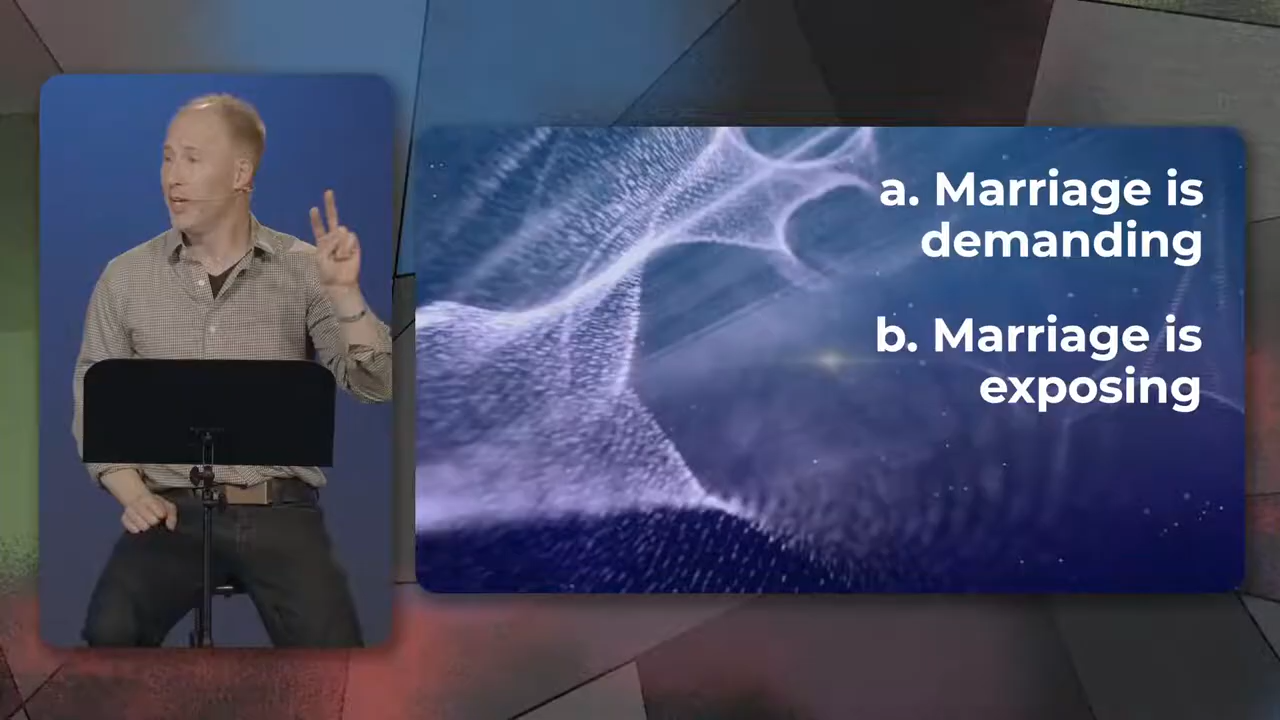 a. Marriage is
demanding
b. Marriage is
exposing